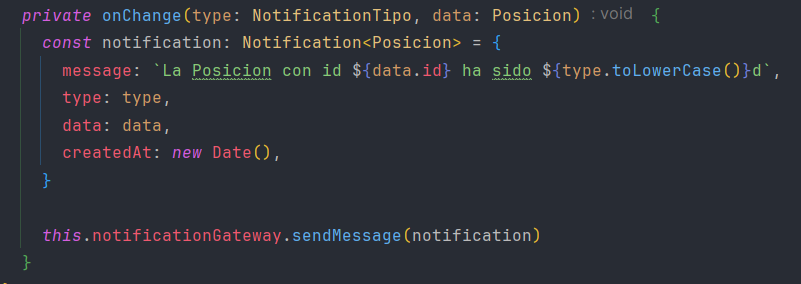 private onChange(type: NotificationTipo, data: Posicion) : void {
  const notification: Notification<Posicion> = {
    message: `La Posicion con id ${data.id} ha sido ${type.toLowerCase()}d`,
    type: type,
    data: data,
    createdAt: new Date(),
  }

  this.notificationGateway.sendMessage(notification)
}